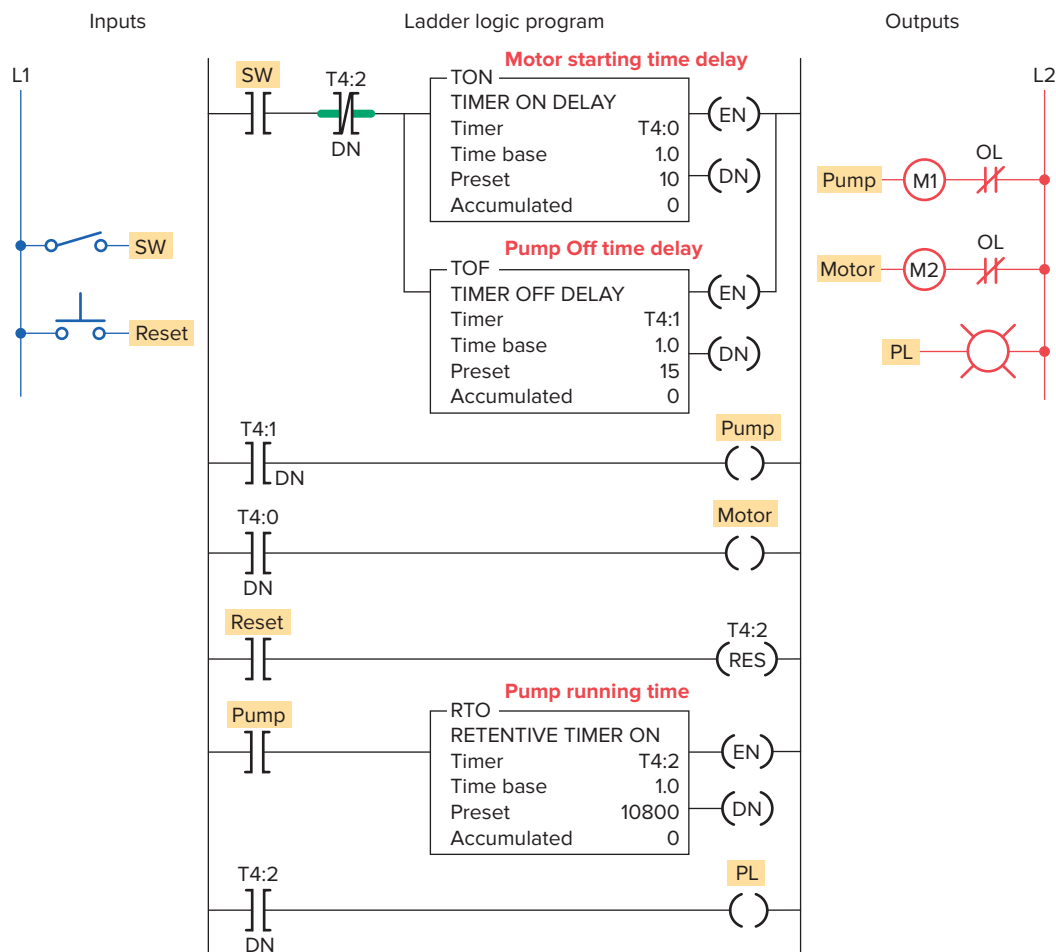 Inputs
Ladder logic program
Outputs
L1
L2
SW
Reset
SW
T4:2
DN
Motor starting time delay
TON
TIMER ON DELAY
Timer T4:0
Time base 1.0
Preset 10
Accumulated 0
EN
DN
Pump Off time delay
TOF
TIMER OFF DELAY
Timer T4:1
Time base 1.0
Preset 15
Accumulated 0
EN
DN
T4:1
DN
Pump
T4:0
DN
Motor
Reset
T4:2
RES
Pump running time
Pump
RTO
RETENTIVE TIMER ON
Timer T4:2
Time base 1.0
Preset 10800
Accumulated 0
EN
DN
T4:2
DN
PL
Pump M1 OL
Motor M2 OL
PL